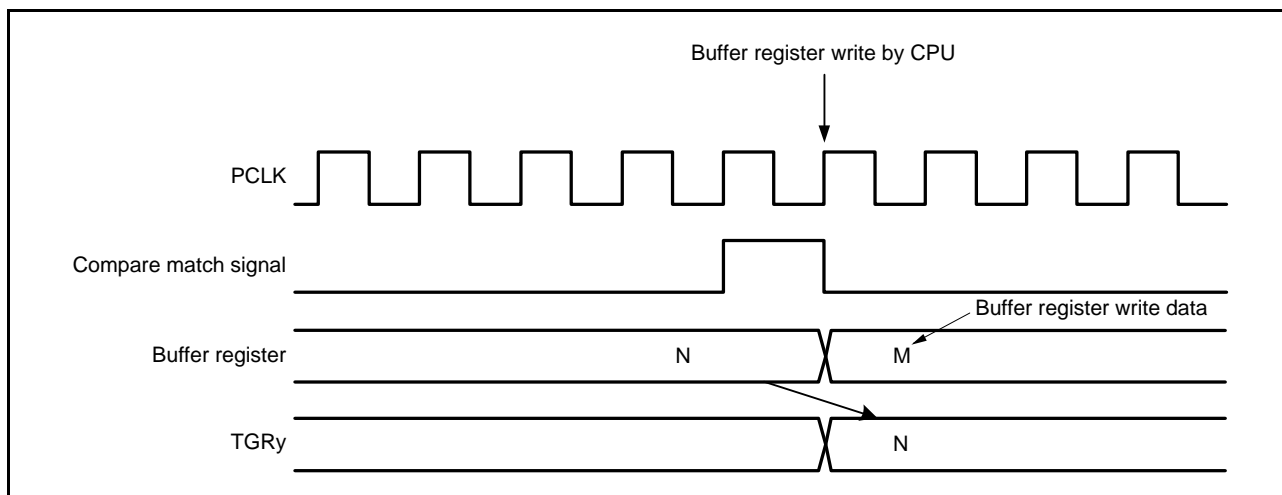 Buffer register write by CPU
PCLK
Compare match signal
Buffer register write data
Buffer register
N
M
TGRy
N